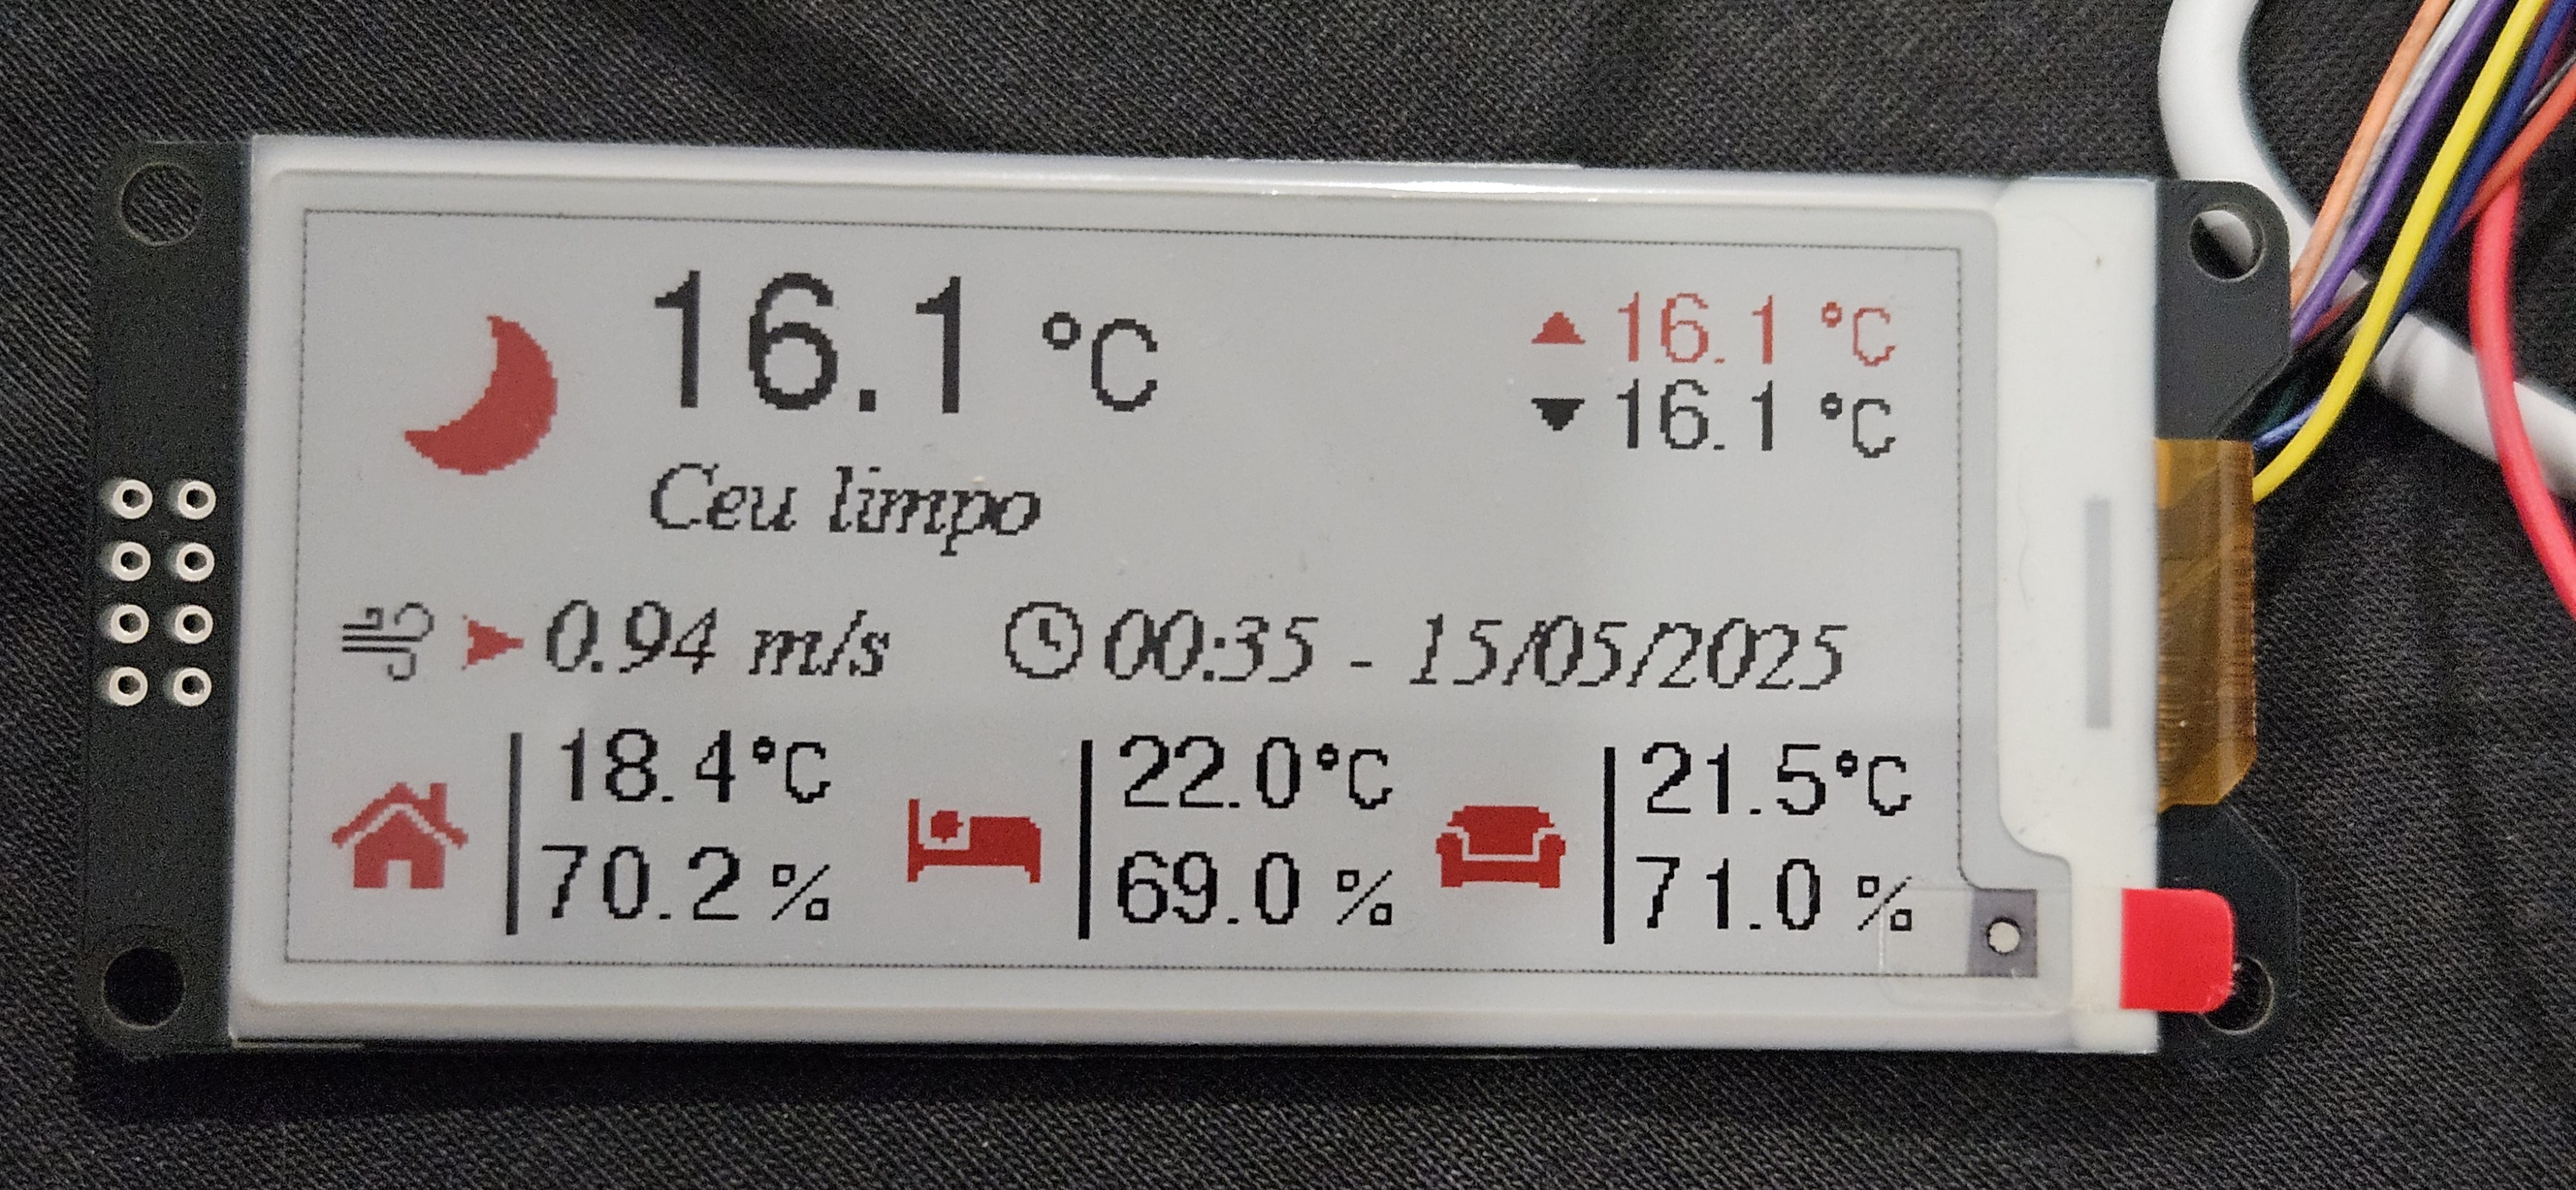 16.1 °C
16.1 °C
16.1 °C
Ceu limpo
0.94 m/s
00:35 - 15/05/2025
18.4°C
70.2 %
22.0°C
69.0 %
21.5°C
71.0 %